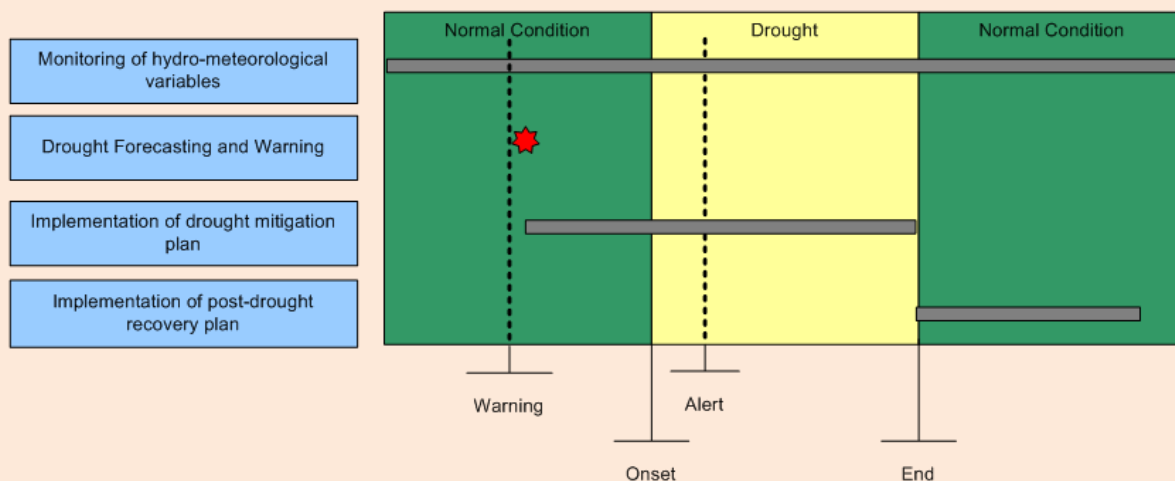 Normal Condition
Drought
Normal Condition
Monitoring of hydro-meteorological
variables
Drought Forecasting and Warning
Implementation of drought mitigation
plan
Implementation of post-drought
recovery plan
Warning
Alert
Onset
End